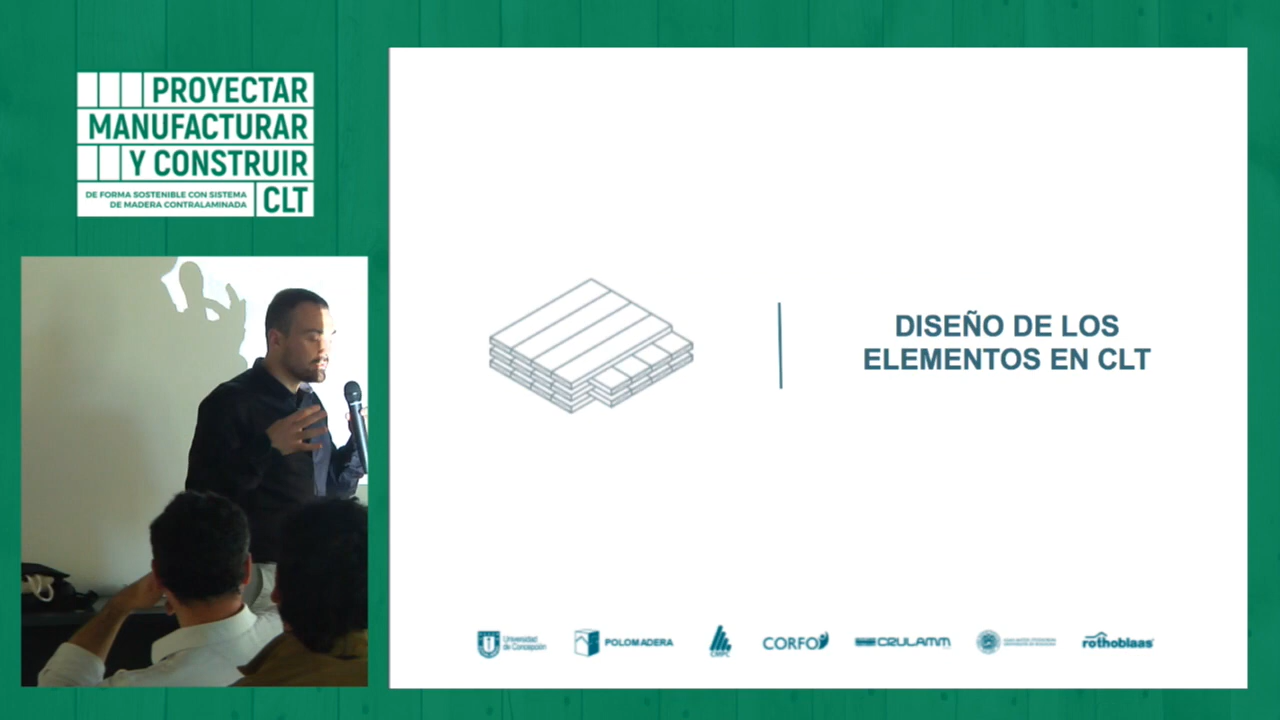 PROYECTAR
MANUFACTURAR
Y CONSTRUIR
DE FORMA SOSTENIBLE CON SISTEMA
DE MADERA CONTRALAMINADA
CLT
DISEÑO DE LOS
ELEMENTOS EN CLT
Universidad
de Concepción
POLOMADERA
CMPC
CORFO
CRULAMM
rothoblaas